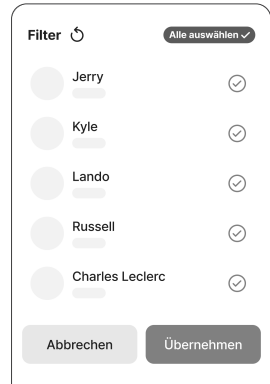 Filter
Alle auswählen
Jerry
Kyle
Lando
Russell
Charles Leclerc
Abbrechen
Übernehmen